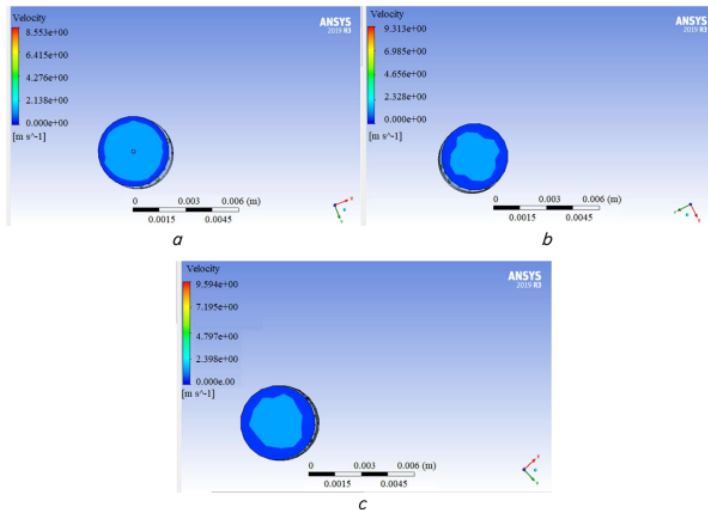 Velocity
8.553e+00
6.415e+00
4.276e+00
2.138e+00
0.000e+00
[m s^-1]
ANSYS
2019 R3
0 0.003 0.006 (m)
0.0015 0.0045
a
Velocity
9.313e+00
6.985e+00
4.656e+00
2.328e+00
0.000e+00
[m s^-1]
ANSYS
2019 R3
0 0.003 0.006 (m)
0.0015 0.0045
b
Velocity
9.594e+00
7.195e+00
4.797e+00
2.398e+00
0.000e.00
[m s^-1]
ANSYS
2019 R3
0 0.003 0.006 (m)
0.0015 0.0045
c